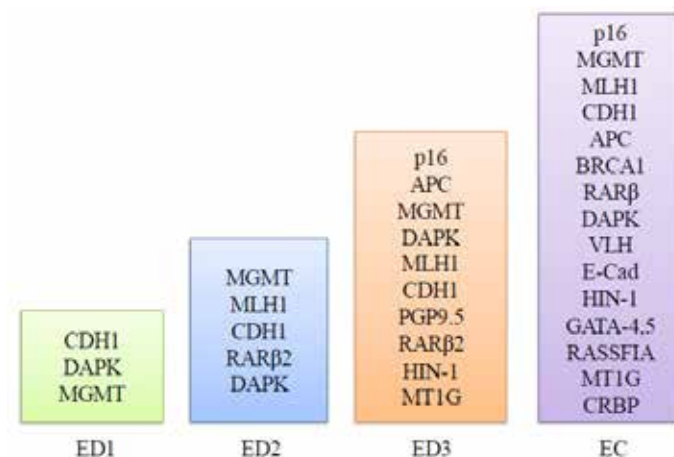 CDH1
DAPK
MGMT
ED1
MGMT
MLH1
CDH1
RARβ2
DAPK
ED2
p16
APC
MGMT
DAPK
MLH1
CDH1
PGP9.5
RARβ2
HIN-1
MT1G
ED3
p16
MGMT
MLH1
CDH1
APC
BRCA1
RARβ
DAPK
VLH
E-Cad
HIN-1
GATA-4.5
RASSFIA
MT1G
CRBP
EC